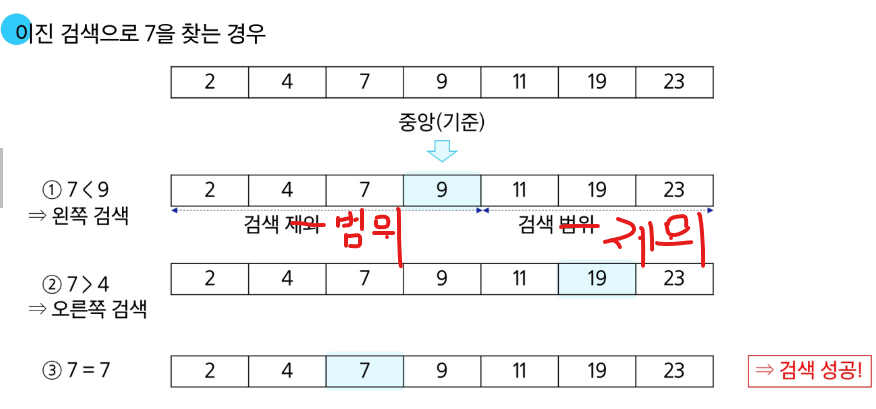 이진 검색으로 7을 찾는 경우
2 4 7 9 11 19 23
중앙(기준)
① 7 < 9 2 4 7 9 11 19 23
⇒ 왼쪽 검색
검색 제외 범위 검색 범위 제외
② 7 > 4 2 4 7 9 11 19 23
⇒ 오른쪽 검색
③ 7 = 7 2 4 7 9 11 19 23 ⇒ 검색 성공!